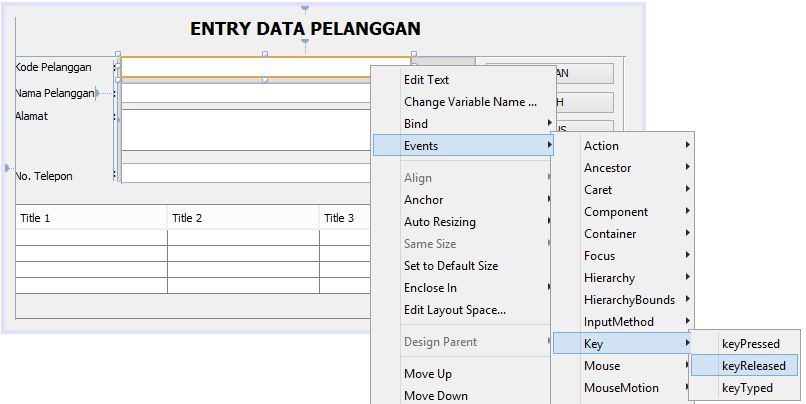 ENTRY DATA PELANGGAN
Kode Pelanggan :
Nama Pelanggan :
Alamat :
No. Telepon :
AN
H
US
Title 1 Title 2 Title 3
Edit Text
Change Variable Name ...
Bind
Events
Align
Anchor
Auto Resizing
Same Size
Set to Default Size
Enclose In
Edit Layout Space...
Design Parent
Move Up
Move Down
Action
Ancestor
Caret
Component
Container
Focus
Hierarchy
HierarchyBounds
InputMethod
Key
Mouse
MouseMotion
keyPressed
keyReleased
keyTyped